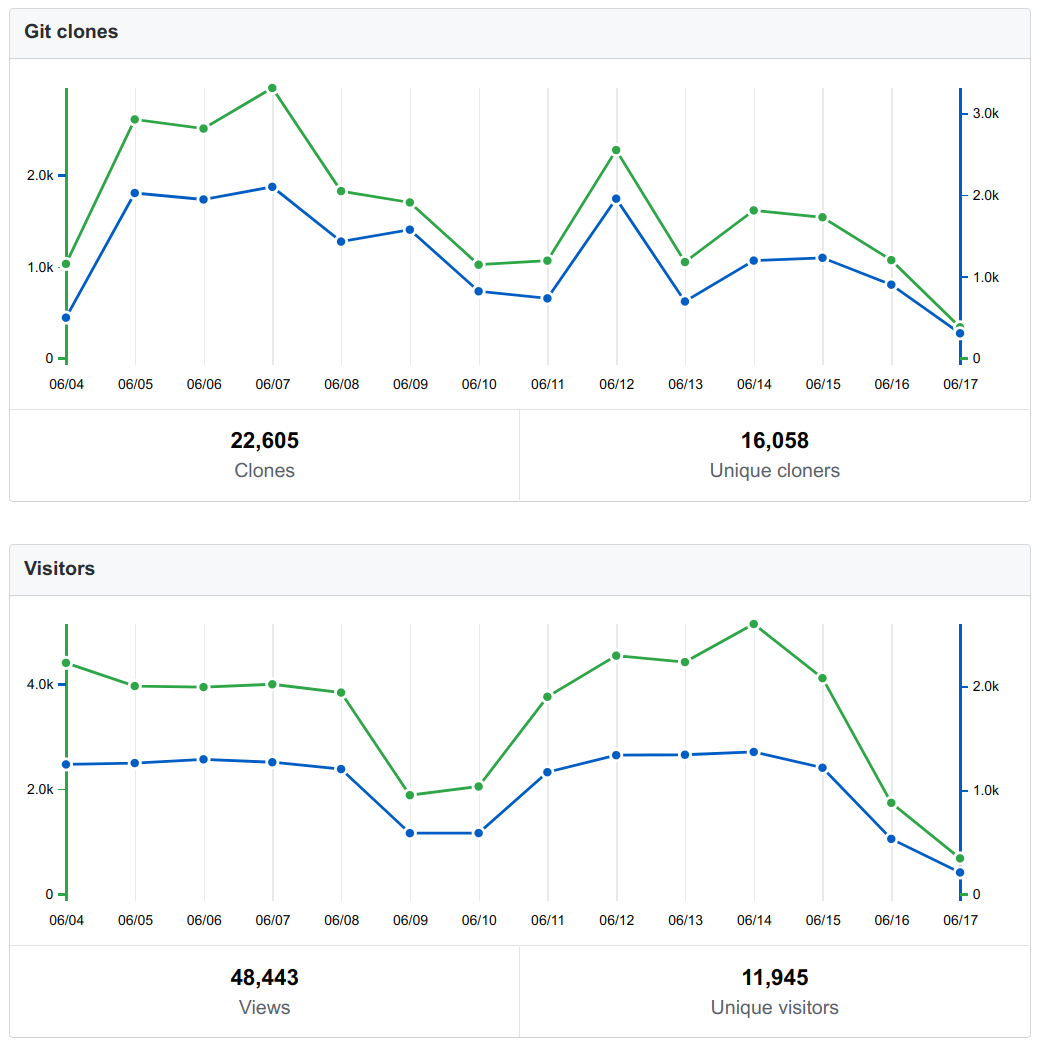 Git clones
3.0k
2.0k
2.0k
1.0k
1.0k
0
0
06/04 06/05 06/06 06/07 06/08 06/09 06/10 06/11 06/12 06/13 06/14 06/15 06/16 06/17
22,605 16,058
Clones Unique cloners
Visitors
4.0k 2.0k
2.0k 1.0k
0 0
06/04 06/05 06/06 06/07 06/08 06/09 06/10 06/11 06/12 06/13 06/14 06/15 06/16 06/17
48,443 11,945
Views Unique visitors